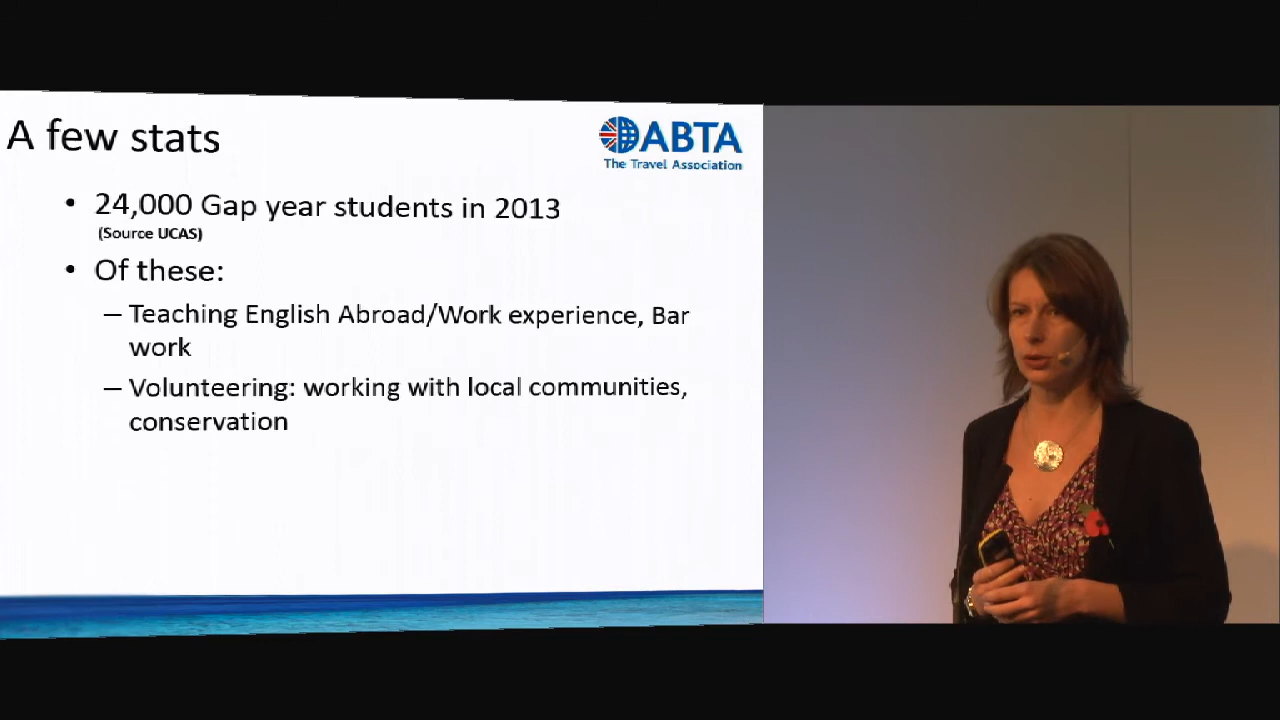 A few stats
ABTA
The Travel Association
• 24,000 Gap year students in 2013
(Source UCAS)
• Of these:
– Teaching English Abroad/Work experience, Bar
work
– Volunteering: working with local communities,
conservation